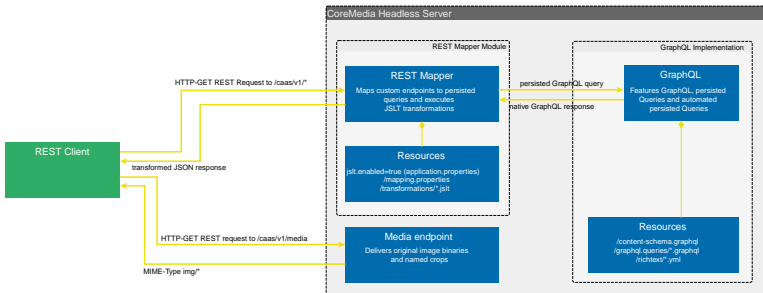 CoreMedia Headless Server
REST Mapper Module
GraphQL Implementation
HTTP-GET REST Request to /caas/v1/*
REST Mapper
Maps custom endpoints to persisted
queries and executes
JSLT transformations
persisted GraphQL query
native GraphQL response
GraphQL
Features GraphQL, persisted
Queries and automated
persisted Queries
REST Client
transformed JSON response
Resources
jslt.enabled=true (application.properties)
/mapping.properties
/transformations/*.jslt
HTTP-GET REST request to /caas/v1/media
MIME-Type img/*
Media endpoint
Delivers original image binaries
and named crops
Resources
/content-schema.graphql
/graphql.queries/*.graphql
/richtext/*.yml